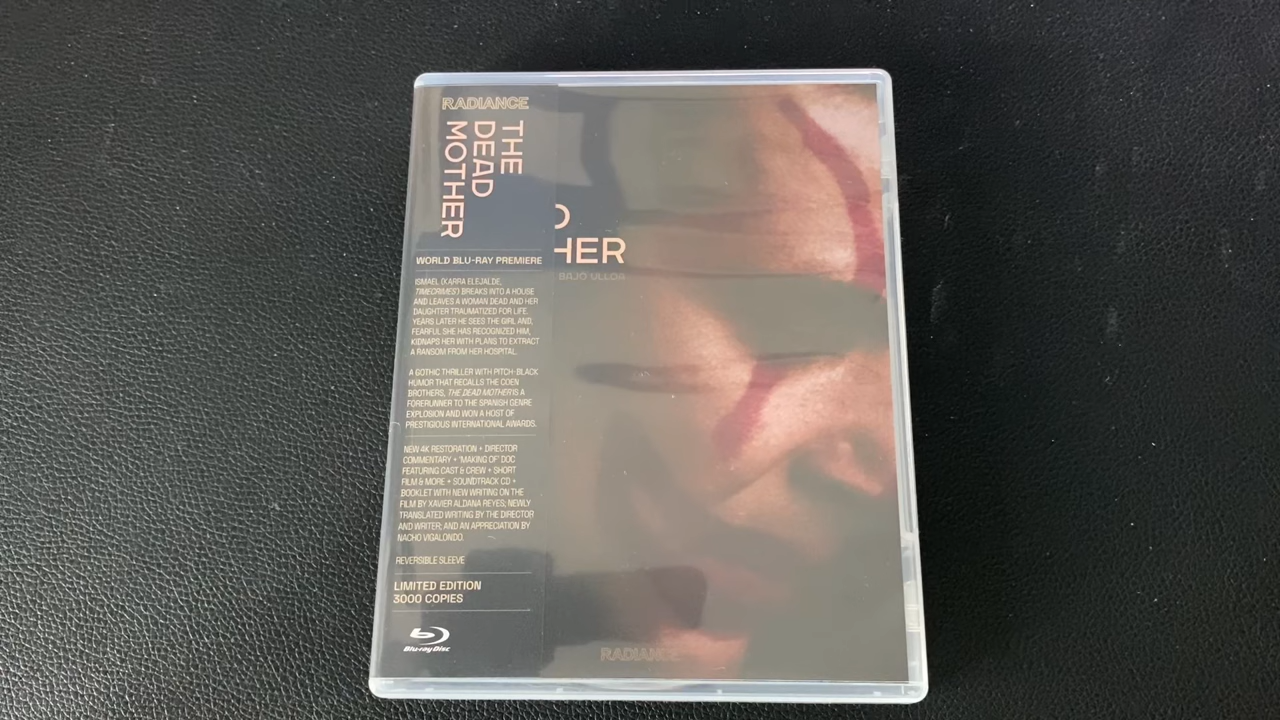 RADIANCE
THE
DEAD
MOTHER
WORLD BLU-RAY PREMIERE
ISMAEL (KARRA ELEJALDE,
TIMECRIMES) BREAKS INTO A HOUSE
AND LEAVES A WOMAN DEAD AND HER
DAUGHTER TRAUMATIZED FOR LIFE.
YEARS LATER HE SEES THE GIRL AND,
FEARFUL SHE HAS RECOGNIZED HIM,
KIDNAPS HER WITH PLANS TO EXTRACT
A RANSOM FROM HER HOSPITAL.
A GOTHIC THRILLER WITH PITCH-BLACK
HUMOR THAT RECALLS THE COEN
BROTHERS, THE DEAD MOTHER IS A
FORERUNNER TO THE SPANISH GENRE
EXPLOSION AND WON A HOST OF
PRESTIGIOUS INTERNATIONAL AWARDS.
NEW 4K RESTORATION + DIRECTOR
COMMENTARY + 'MAKING OF' DOC
FEATURING CAST & CREW + SHORT
FILM & MORE + SOUNDTRACK CD +
BOOKLET WITH NEW WRITING ON THE
FILM BY XAVIER ALDANA REYES; NEWLY
TRANSLATED WRITING BY THE DIRECTOR
AND WRITER; AND AN APPRECIATION BY
NACHO VIGALONDO.
REVERSIBLE SLEEVE
LIMITED EDITION
3000 COPIES
Blu-ray Disc
D
HER
BAJO ULLOA
RADIANCE